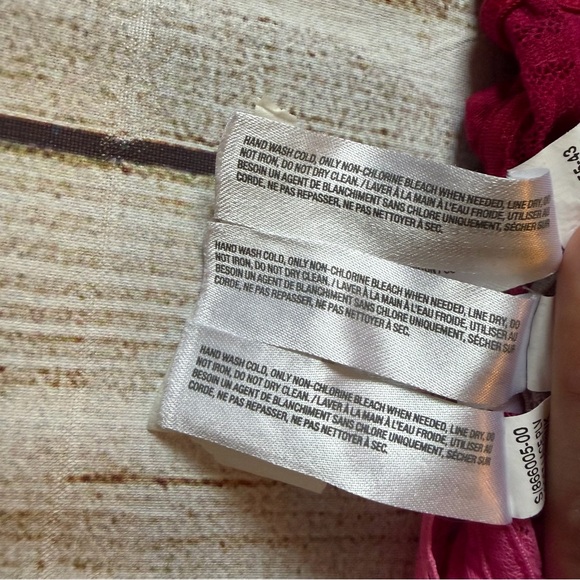 HAND WASH COLD, ONLY NON-CHLORINE BLEACH WHEN NEEDED, LINE DRY, DO
NOT IRON, DO NOT DRY CLEAN. / LAVER À LA MAIN À L'EAU FROIDE, UTILISER AU
BESOIN UN AGENT DE BLANCHIMENT SANS CHLORE UNIQUEMENT, SÉCHER SUR
CORDE, NE PAS REPASSER, NE PAS NETTOYER À SEC.
HAND WASH COLD, ONLY NON-CHLORINE BLEACH WHEN NEEDED, LINE DRY, DO
NOT IRON, DO NOT DRY CLEAN. / LAVER À LA MAIN À L'EAU FROIDE, UTILISER AU
BESOIN UN AGENT DE BLANCHIMENT SANS CHLORE UNIQUEMENT, SÉCHER SUR
CORDE, NE PAS REPASSER, NE PAS NETTOYER À SEC.
HAND WASH COLD, ONLY NON-CHLORINE BLEACH WHEN NEEDED, LINE DRY, DO
NOT IRON, DO NOT DRY CLEAN. / LAVER À LA MAIN À L'EAU FROIDE, UTILISER AU
BESOIN UN AGENT DE BLANCHIMENT SANS CHLORE UNIQUEMENT, SÉCHER SUR
CORDE, NE PAS REPASSER, NE PAS NETTOYER À SEC.